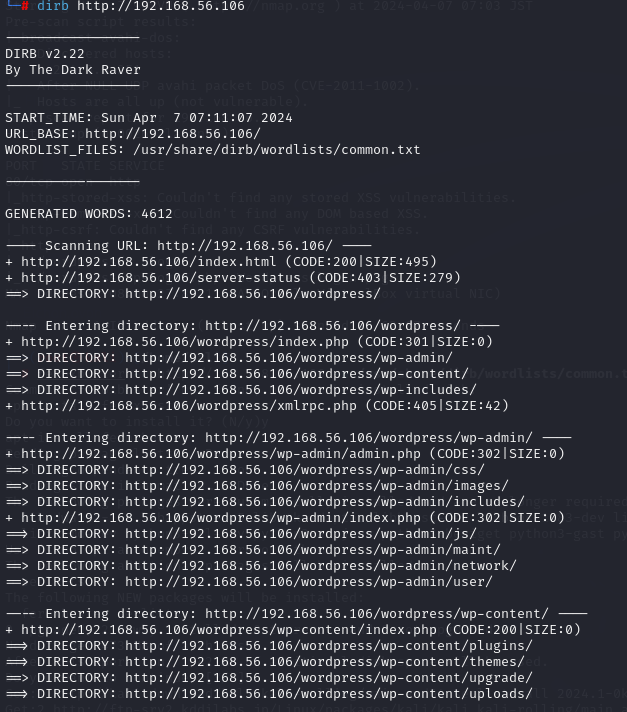 └─# dirb http://192.168.56.106
-----------------
DIRB v2.22
By The Dark Raver
-----------------
START_TIME: Sun Apr  7 07:11:07 2024
URL_BASE: http://192.168.56.106/
WORDLIST_FILES: /usr/share/dirb/wordlists/common.txt
-----------------
GENERATED WORDS: 4612
---- Scanning URL: http://192.168.56.106/ ----
+ http://192.168.56.106/index.html (CODE:200|SIZE:495)
+ http://192.168.56.106/server-status (CODE:403|SIZE:279)
==> DIRECTORY: http://192.168.56.106/wordpress/
---- Entering directory: http://192.168.56.106/wordpress/ ----
+ http://192.168.56.106/wordpress/index.php (CODE:301|SIZE:0)
==> DIRECTORY: http://192.168.56.106/wordpress/wp-admin/
==> DIRECTORY: http://192.168.56.106/wordpress/wp-content/
==> DIRECTORY: http://192.168.56.106/wordpress/wp-includes/
+ http://192.168.56.106/wordpress/xmlrpc.php (CODE:405|SIZE:42)
---- Entering directory: http://192.168.56.106/wordpress/wp-admin/ ----
+ http://192.168.56.106/wordpress/wp-admin/admin.php (CODE:302|SIZE:0)
==> DIRECTORY: http://192.168.56.106/wordpress/wp-admin/css/
==> DIRECTORY: http://192.168.56.106/wordpress/wp-admin/images/
==> DIRECTORY: http://192.168.56.106/wordpress/wp-admin/includes/
+ http://192.168.56.106/wordpress/wp-admin/index.php (CODE:302|SIZE:0)
==> DIRECTORY: http://192.168.56.106/wordpress/wp-admin/js/
==> DIRECTORY: http://192.168.56.106/wordpress/wp-admin/maint/
==> DIRECTORY: http://192.168.56.106/wordpress/wp-admin/network/
==> DIRECTORY: http://192.168.56.106/wordpress/wp-admin/user/
---- Entering directory: http://192.168.56.106/wordpress/wp-content/ ----
+ http://192.168.56.106/wordpress/wp-content/index.php (CODE:200|SIZE:0)
==> DIRECTORY: http://192.168.56.106/wordpress/wp-content/plugins/
==> DIRECTORY: http://192.168.56.106/wordpress/wp-content/themes/
==> DIRECTORY: http://192.168.56.106/wordpress/wp-content/upgrade/
==> DIRECTORY: http://192.168.56.106/wordpress/wp-content/uploads/